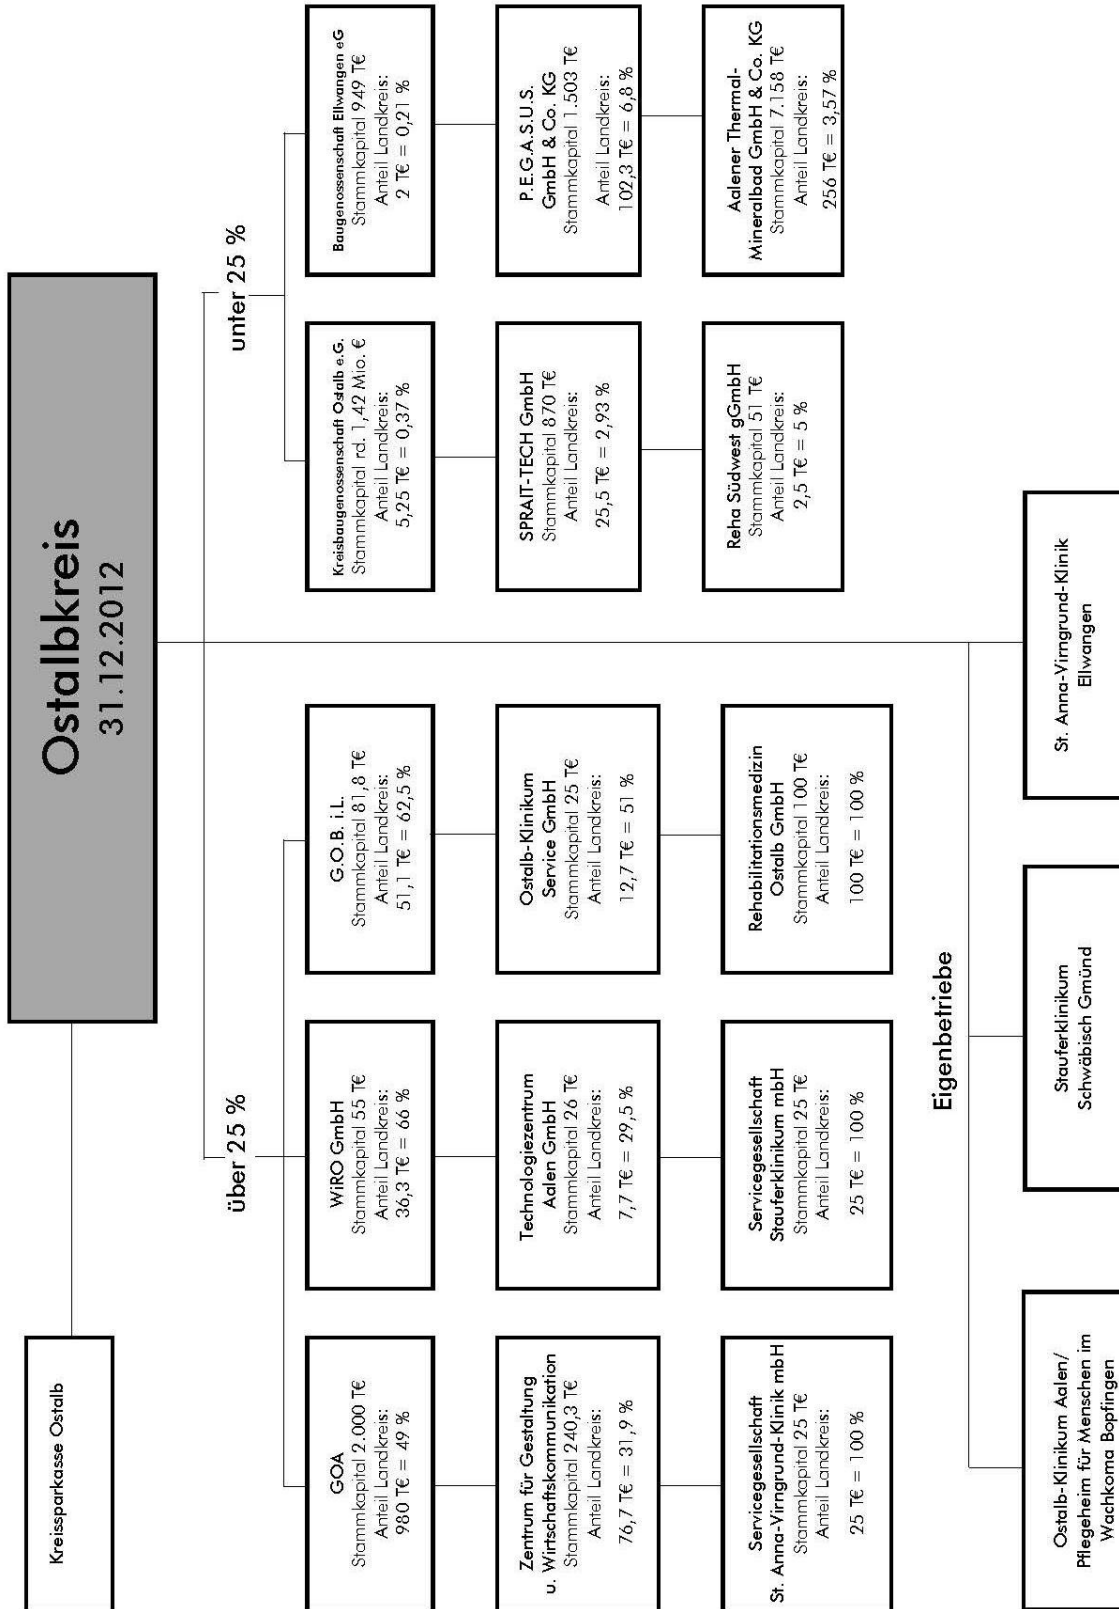 Ostalbkreis
31.12.2012
Kreissparkasse Ostalb
über 25 %
GOA
Stammkapital 2.000 T€
Anteil Landkreis:
980 T€ = 49 %
WiRO GmbH
Stammkapital 55 T€
Anteil Landkreis:
36,3 T€ = 66 %
G.O.B. i.L.
Stammkapital 81,8 T€
Anteil Landkreis:
51,1 T€ = 62,5 %
Zentrum für Gestaltung
u. Wirtschaftskommunikation
Stammkapital 240,3 T€
Anteil Landkreis:
76,7 T€ = 31,9 %
Technologiezentrum
Aalen GmbH
Stammkapital 26 T€
Anteil Landkreis:
7,7 T€ = 29,5 %
Ostalb-Klinikum
Service GmbH
Stammkapital 25 T€
Anteil Landkreis:
12,7 T€ = 51 %
Servicegesellschaft
St. Anna-Virngrund-Klinik mbH
Stammkapital 25 T€
Anteil Landkreis:
25 T€ = 100 %
Servicegesellschaft
Stauferklinikum mbH
Stammkapital 25 T€
Anteil Landkreis:
25 T€ = 100 %
Rehabilitationsmedizin
Ostalb GmbH
Stammkapital 100 T€
Anteil Landkreis:
100 T€ = 100 %
unter 25 %
Kreisbaugenossenschaft Ostalb e.G.
Stammkapital rd. 1,42 Mio. €
Anteil Landkreis:
5,25 T€ = 0,37 %
Baugenossenschaft Ellwangen eG
Stammkapital 949 T€
Anteil Landkreis:
2 T€ = 0,21 %
SPRAIT-TECH GmbH
Stammkapital 870 T€
Anteil Landkreis:
25,5 T€ = 2,93 %
P.E.G.A.S.U.S.
GmbH & Co. KG
Stammkapital 1.503 T€
Anteil Landkreis:
102,3 T€ = 6,8 %
Reha Südwest gGmbH
Stammkapital 51 T€
Anteil Landkreis:
2,5 T€ = 5 %
Aalener Thermal-
Mineralbad GmbH & Co. KG
Stammkapital 7.158 T€
Anteil Landkreis:
256 T€ = 3,57 %
Eigenbetriebe
Ostalb-Klinikum Aalen/
Pflegeheim für Menschen im
Wachkoma Bopfingen
Stauferklinikum
Schwäbisch Gmünd
St. Anna-Virngrund-Klinik
Ellwangen